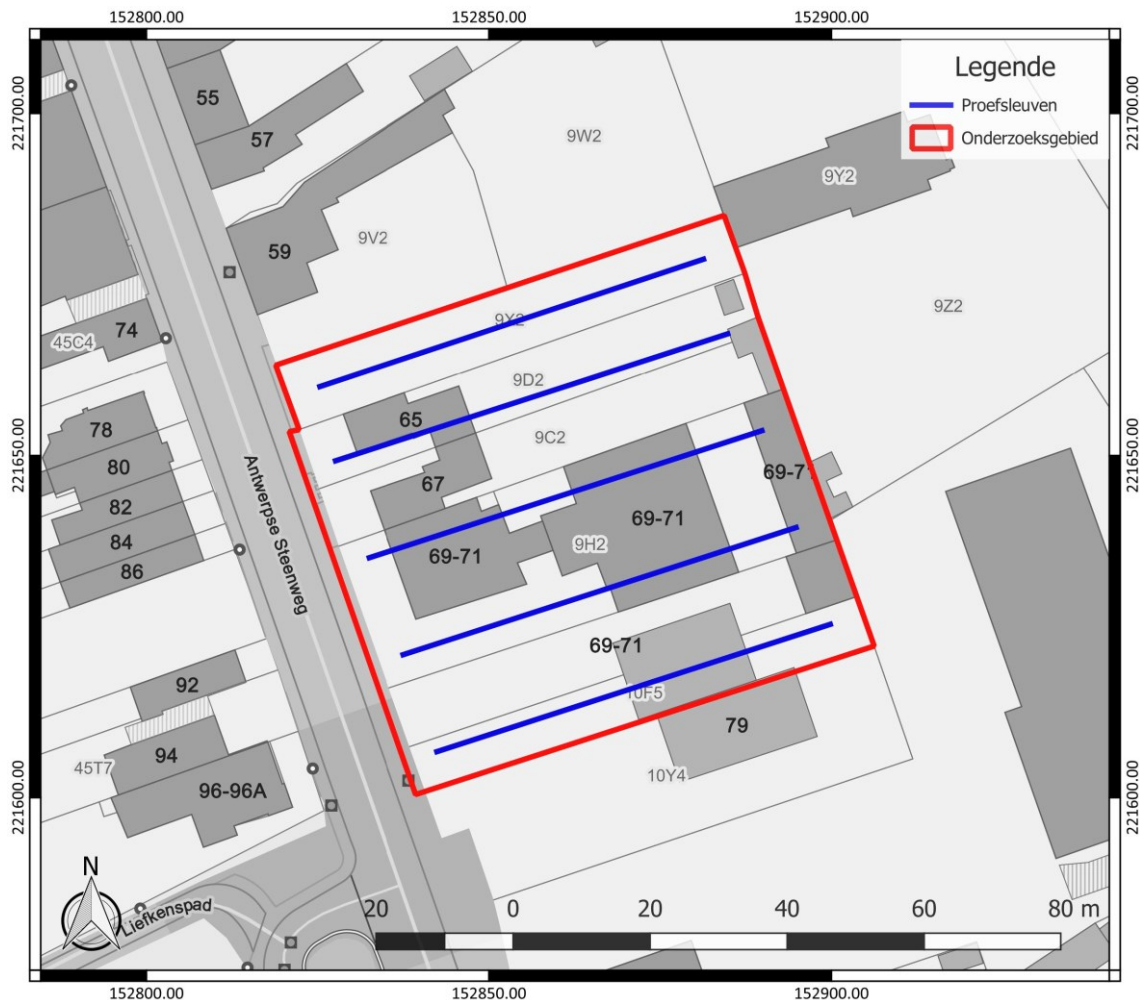 152800.00 152850.00 152900.00
Legende
Proefsleuven
Onderzoeksgebied
221700.00 221700.00
55
57
9W2
9Y2
9V2
59
9Z2
9X2
74
45C4
9D2
65
78
9C2
221650.00 221650.00
80
67
69-7
82
69-71
84
69-71
9H2
86
Antwerpse Steenweg
69-71
92
10F5
79
94
45T7
10Y4
96-96A
221600.00 221600.00
N
Liefkenspad
20 0 20 40 60 80 m
152800.00 152850.00 152900.00